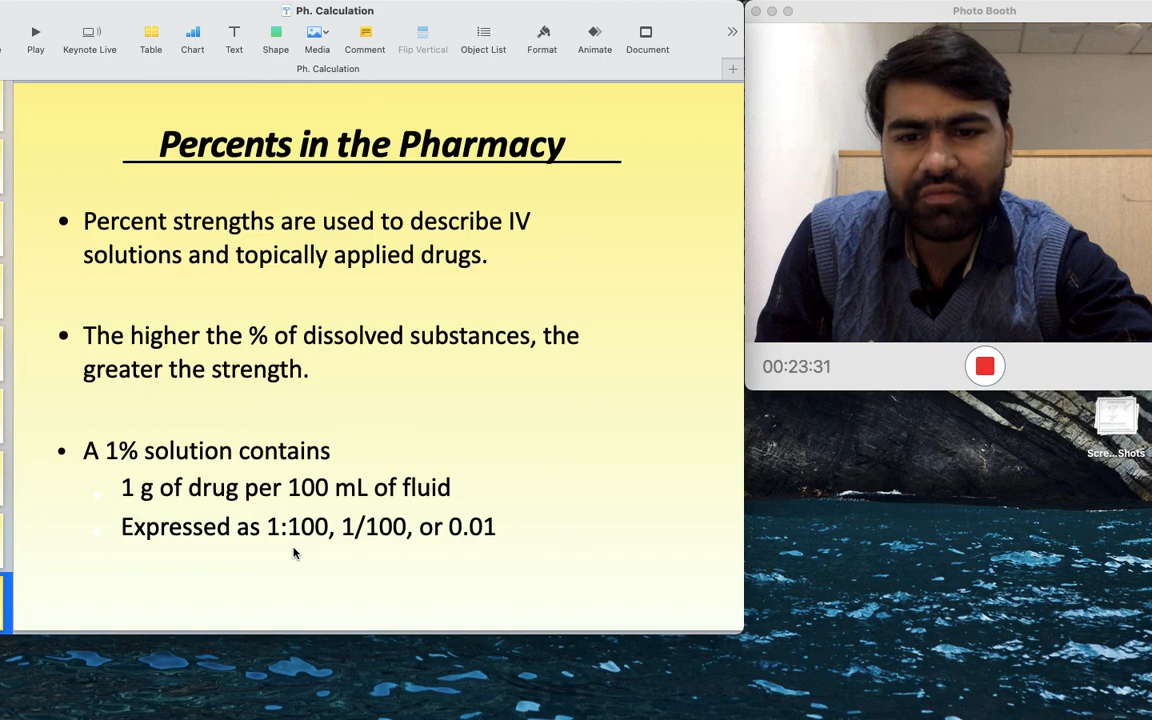 Ph. Calculation
Play
Keynote Live
Table
Chart
Text
Shape
Media
Comment
Flip Vertical
Object List
Format
Animate
Document
Ph. Calculation
Percents in the Pharmacy
• Percent strengths are used to describe IV
solutions and topically applied drugs.
• The higher the % of dissolved substances, the
greater the strength.
• A 1% solution contains
1 g of drug per 100 mL of fluid
Expressed as 1:100, 1/100, or 0.01
Photo Booth
00:23:31
Scre...Shots